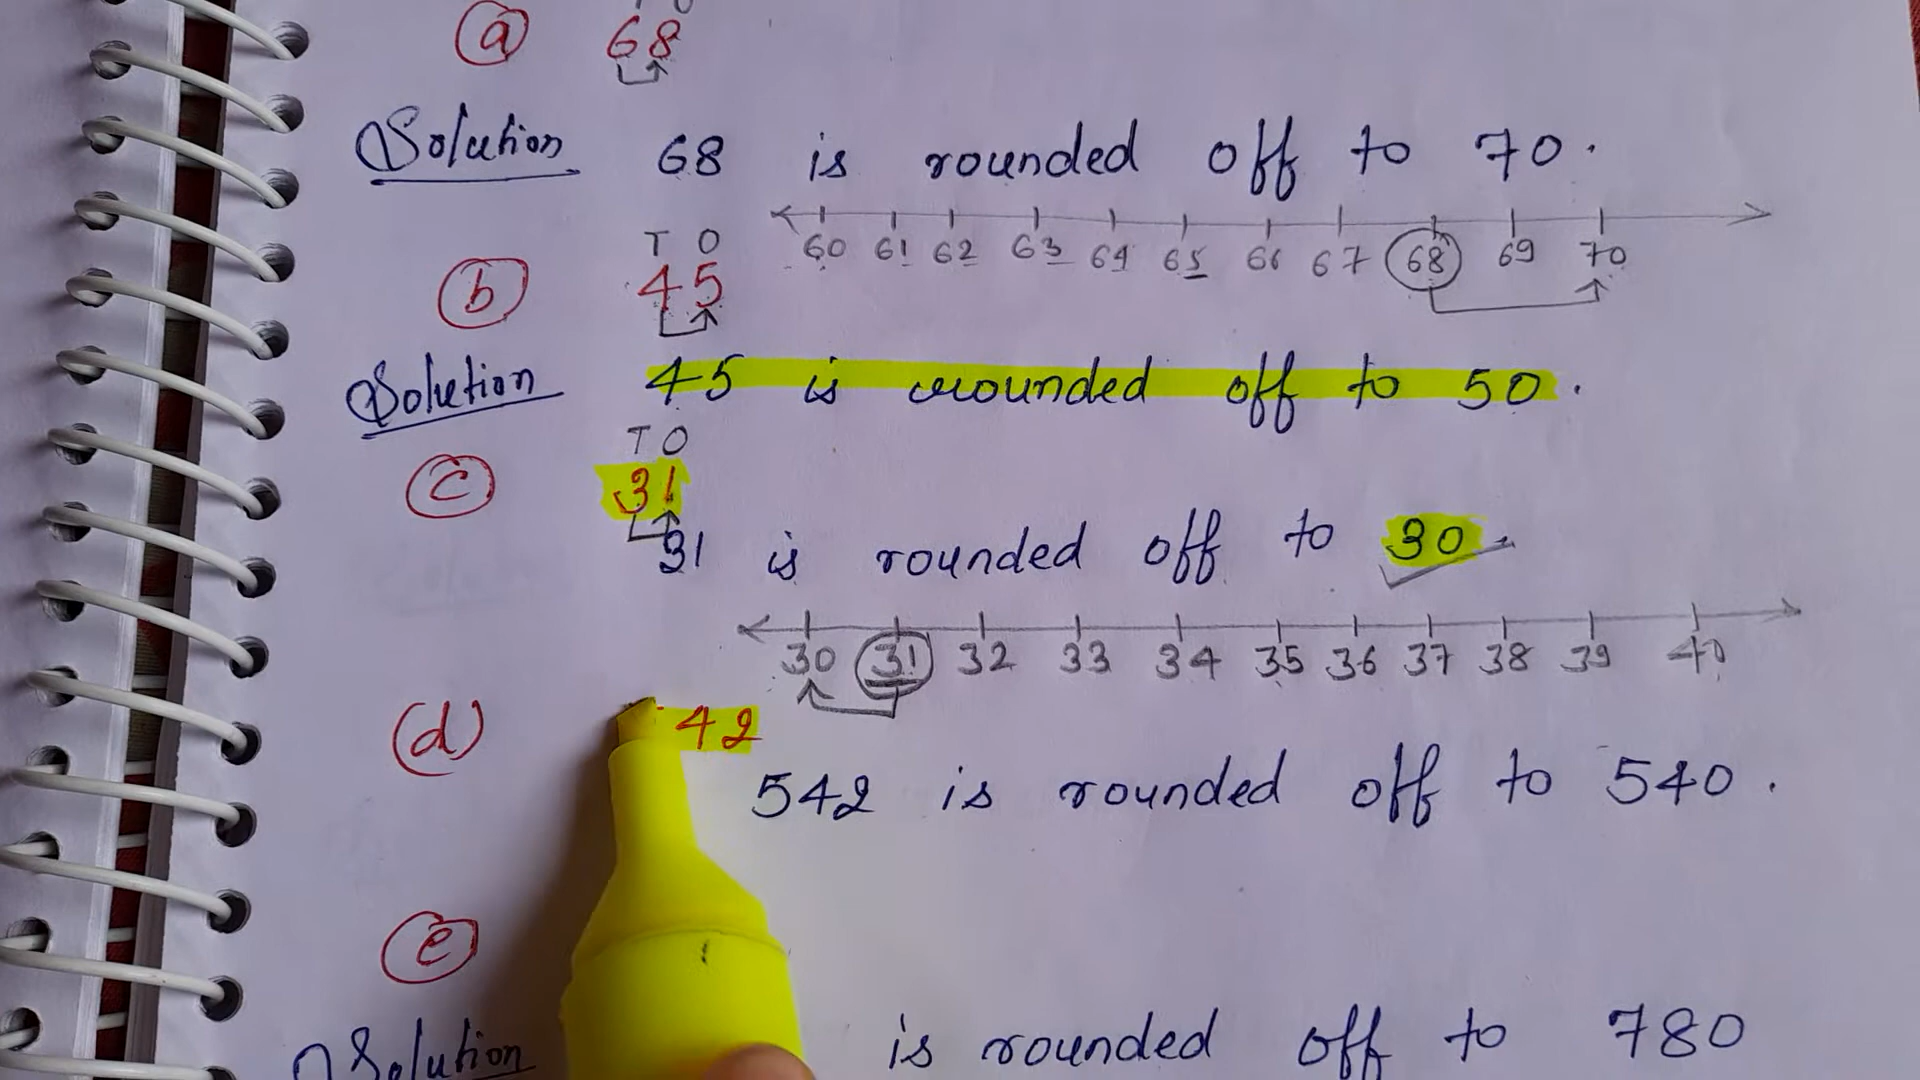 (a) 68
Solution 68 is rounded off to 70.
60 61 62 63 64 65 66 67 68 69 70
T O
(b) 45
Solution 45 is rounded off to 50.
T O
(c) 31
31 is rounded off to 30.
30 31 32 33 34 35 36 37 38 39 40
(d) 42
542 is rounded off to 540.
(e)
Solution is rounded off to 780